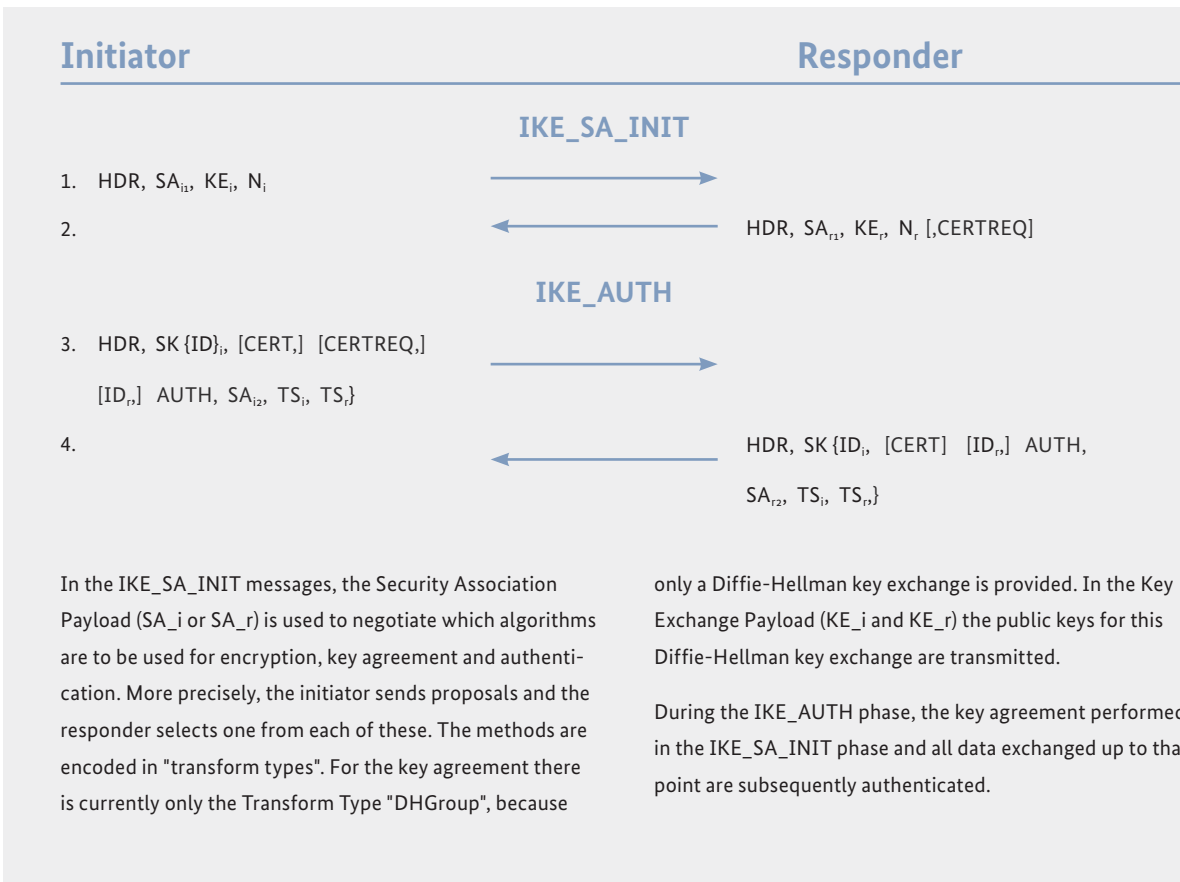 Initiator Responder
IKE_SA_INIT
1. HDR, SAi1, KEi, Ni
2. HDR, SAr1, KEr, Nr [,CERTREQ]
IKE_AUTH
3. HDR, SK {ID}i, [CERT,] [CERTREQ,]
[IDr,] AUTH, SAi2, TSi, TSr}
4. HDR, SK {IDi, [CERT] [IDr,] AUTH,
SAr2, TSi, TSr,}
In the IKE_SA_INIT messages, the Security Association
Payload (SA_i or SA_r) is used to negotiate which algorithms
are to be used for encryption, key agreement and authenti-
cation. More precisely, the initiator sends proposals and the
responder selects one from each of these. The methods are
encoded in "transform types". For the key agreement there
is currently only the Transform Type "DHGroup", because
only a Diffie-Hellman key exchange is provided. In the Key
Exchange Payload (KE_i and KE_r) the public keys for this
Diffie-Hellman key exchange are transmitted.
During the IKE_AUTH phase, the key agreement performed
in the IKE_SA_INIT phase and all data exchanged up to tha
point are subsequently authenticated.